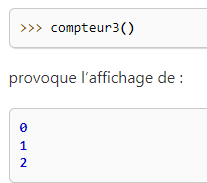 >>> compteur3()
provoque l’affichage de :
0
1
2